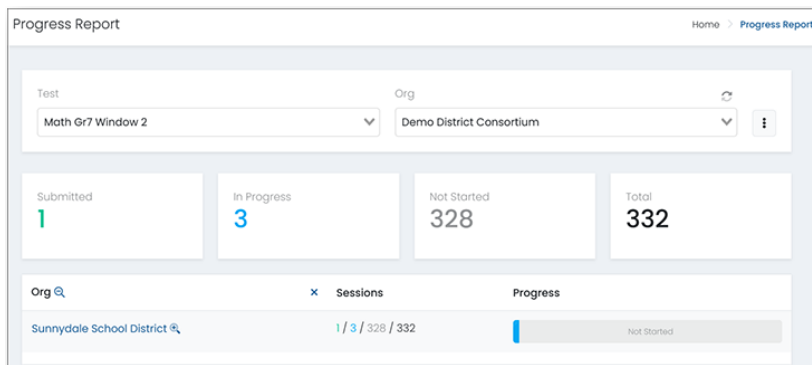 Progress Report
Home > Progress Report
Test
Org
Math Gr7 Window 2
Demo District Consortium
Submitted
In Progress
Not Started
Total
1
3
328
332
Org
× Sessions
Progress
Sunnydale School District
1 / 3 / 328 / 332
Not Started